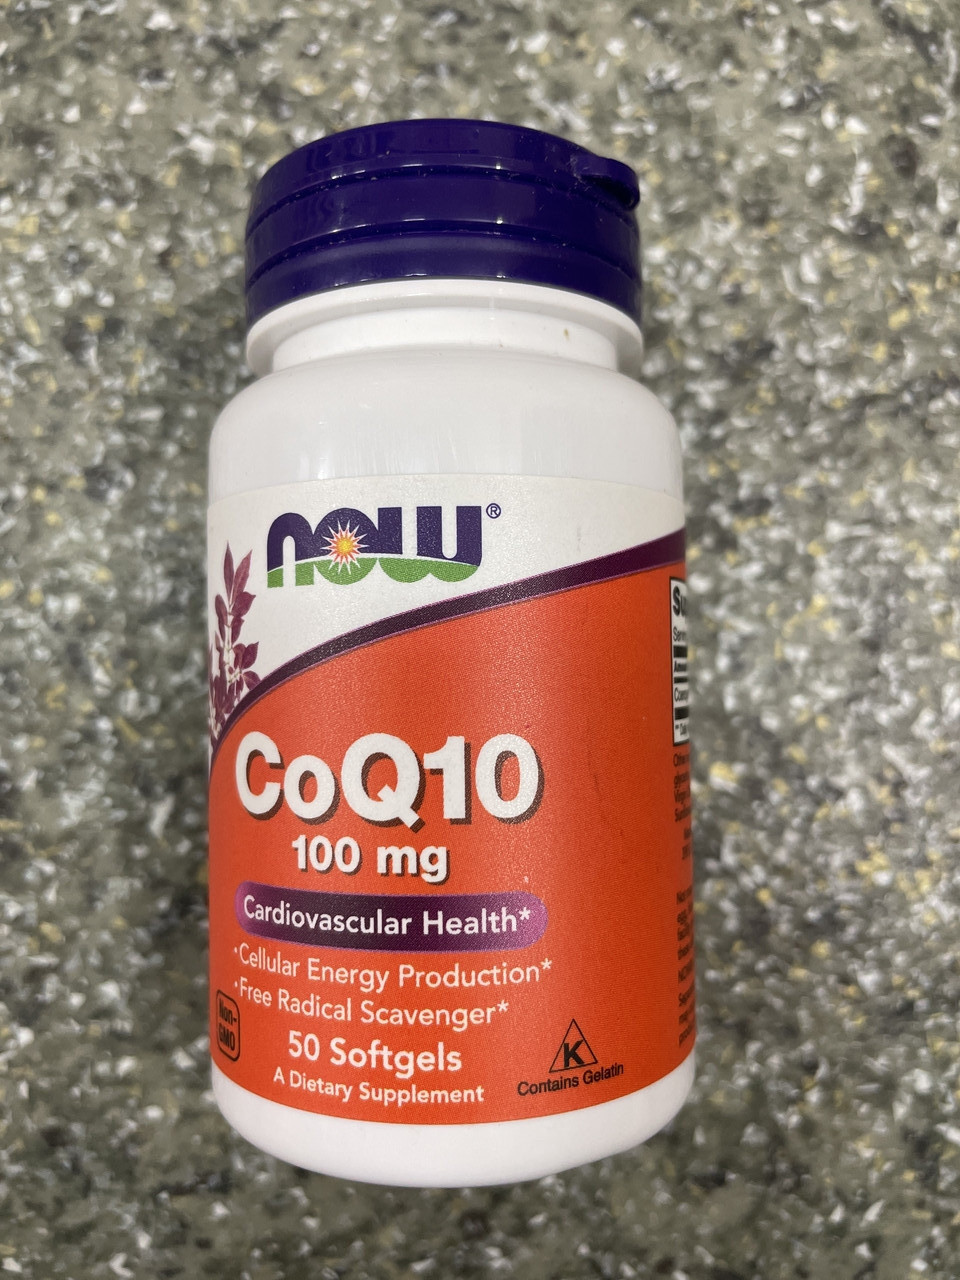 NOW®
CoQ10
100 mg
Cardiovascular Health*
•Cellular Energy Production*
•Free Radical Scavenger*
Non-
GMO
50 Softgels
A Dietary Supplement
K
Contains Gelatin